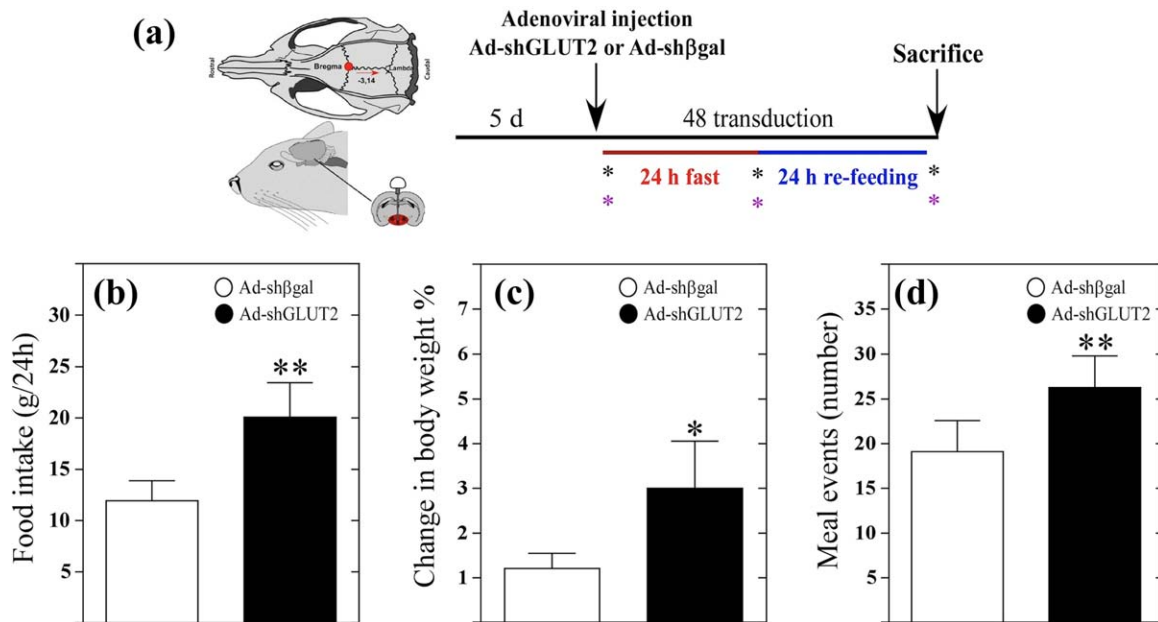 (a)
Rostral
Bregma
-3,14
Lambda
Caudal
Adenoviral injection
Ad-shGLUT2 or Ad-shβgal
Sacrifice
5 d
48 transduction
* 24 h fast * 24 h re-feeding *
* * *
(b)
Ad-shβgal
Ad-shGLUT2
Food intake (g/24h)
30
25
20
15
10
5
**
(c)
Ad-shβgal
Ad-shGLUT2
Change in body weight %
7
6
5
4
3
2
1
*
(d)
Ad-shβgal
Ad-shGLUT2
Meal events (number)
35
30
25
20
15
10
5
**